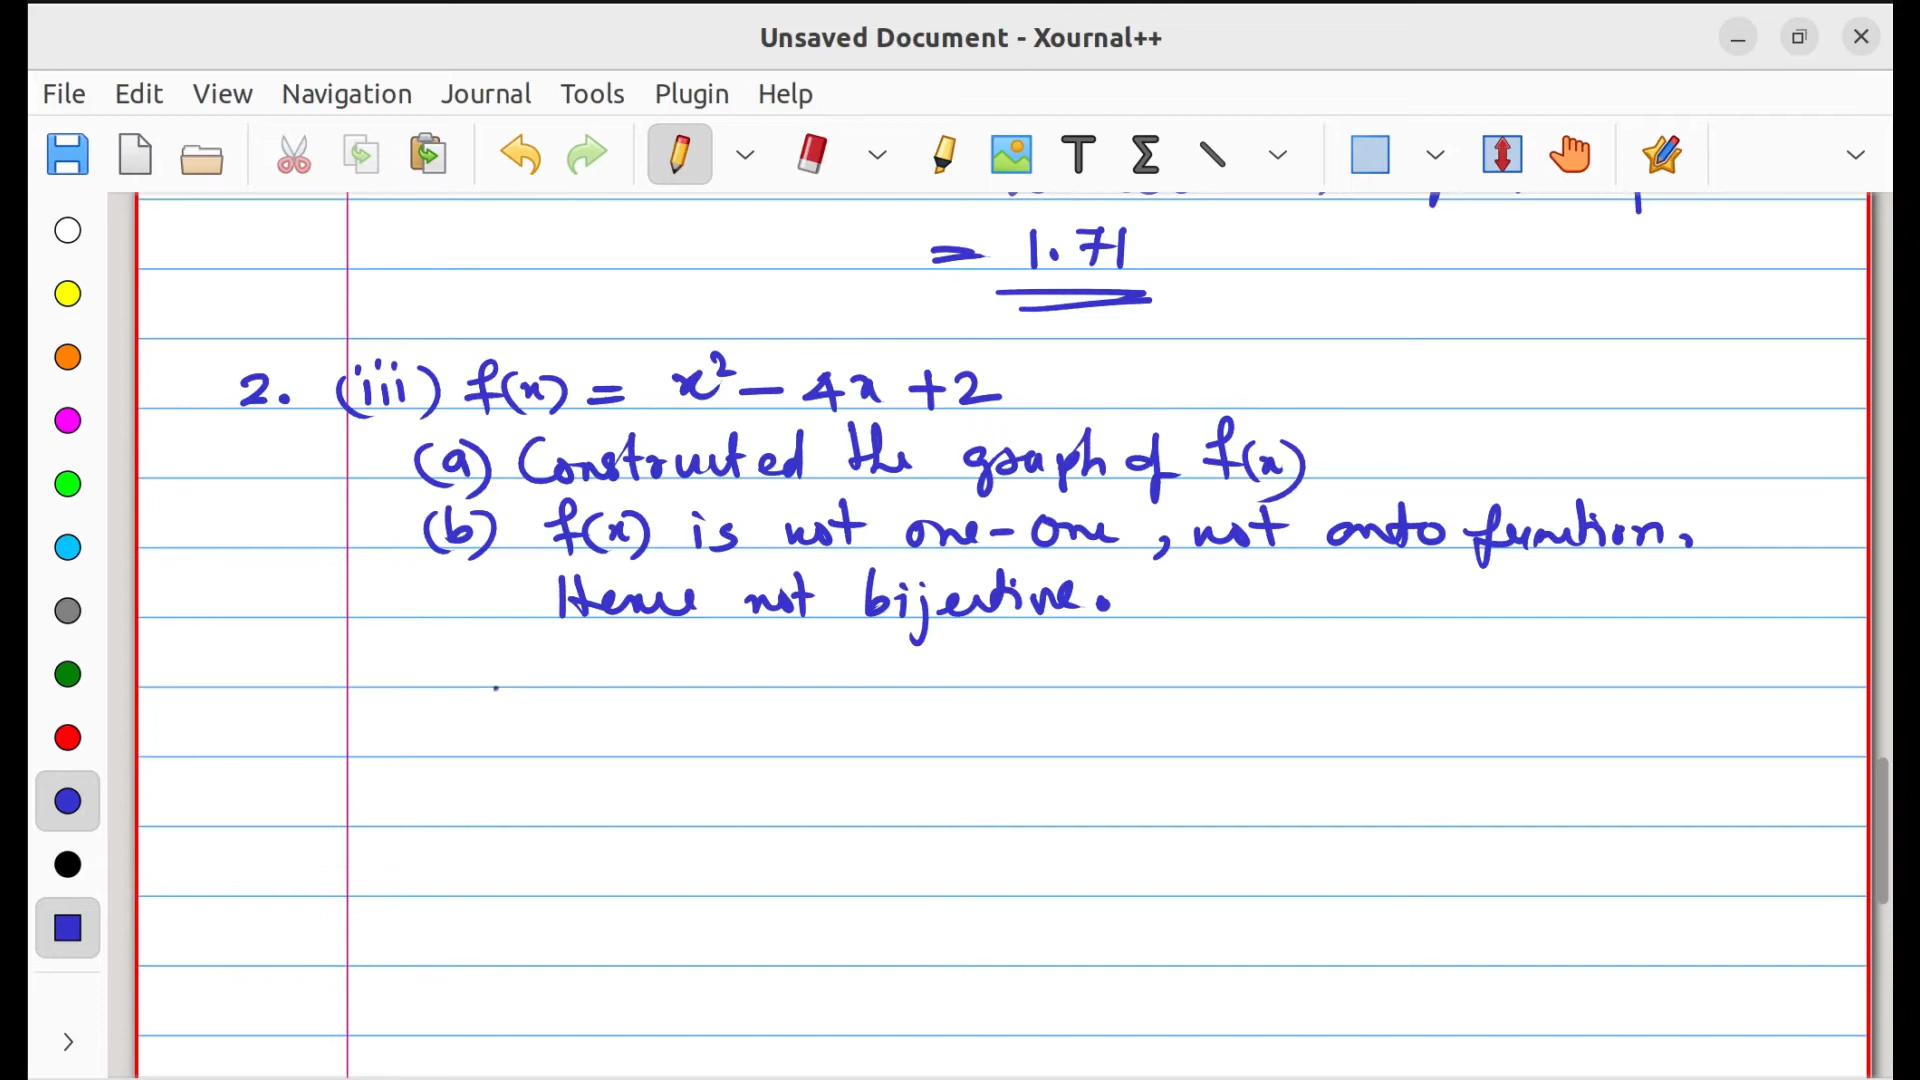 Unsaved Document - Xournal++
File Edit View Navigation Journal Tools Plugin Help
= 1.71
2. (iii) f(x) = x² - 4x + 2
(a) Constructed the graph of f(x)
(b) f(x) is not one-one, not onto function.
Hence not bijective.